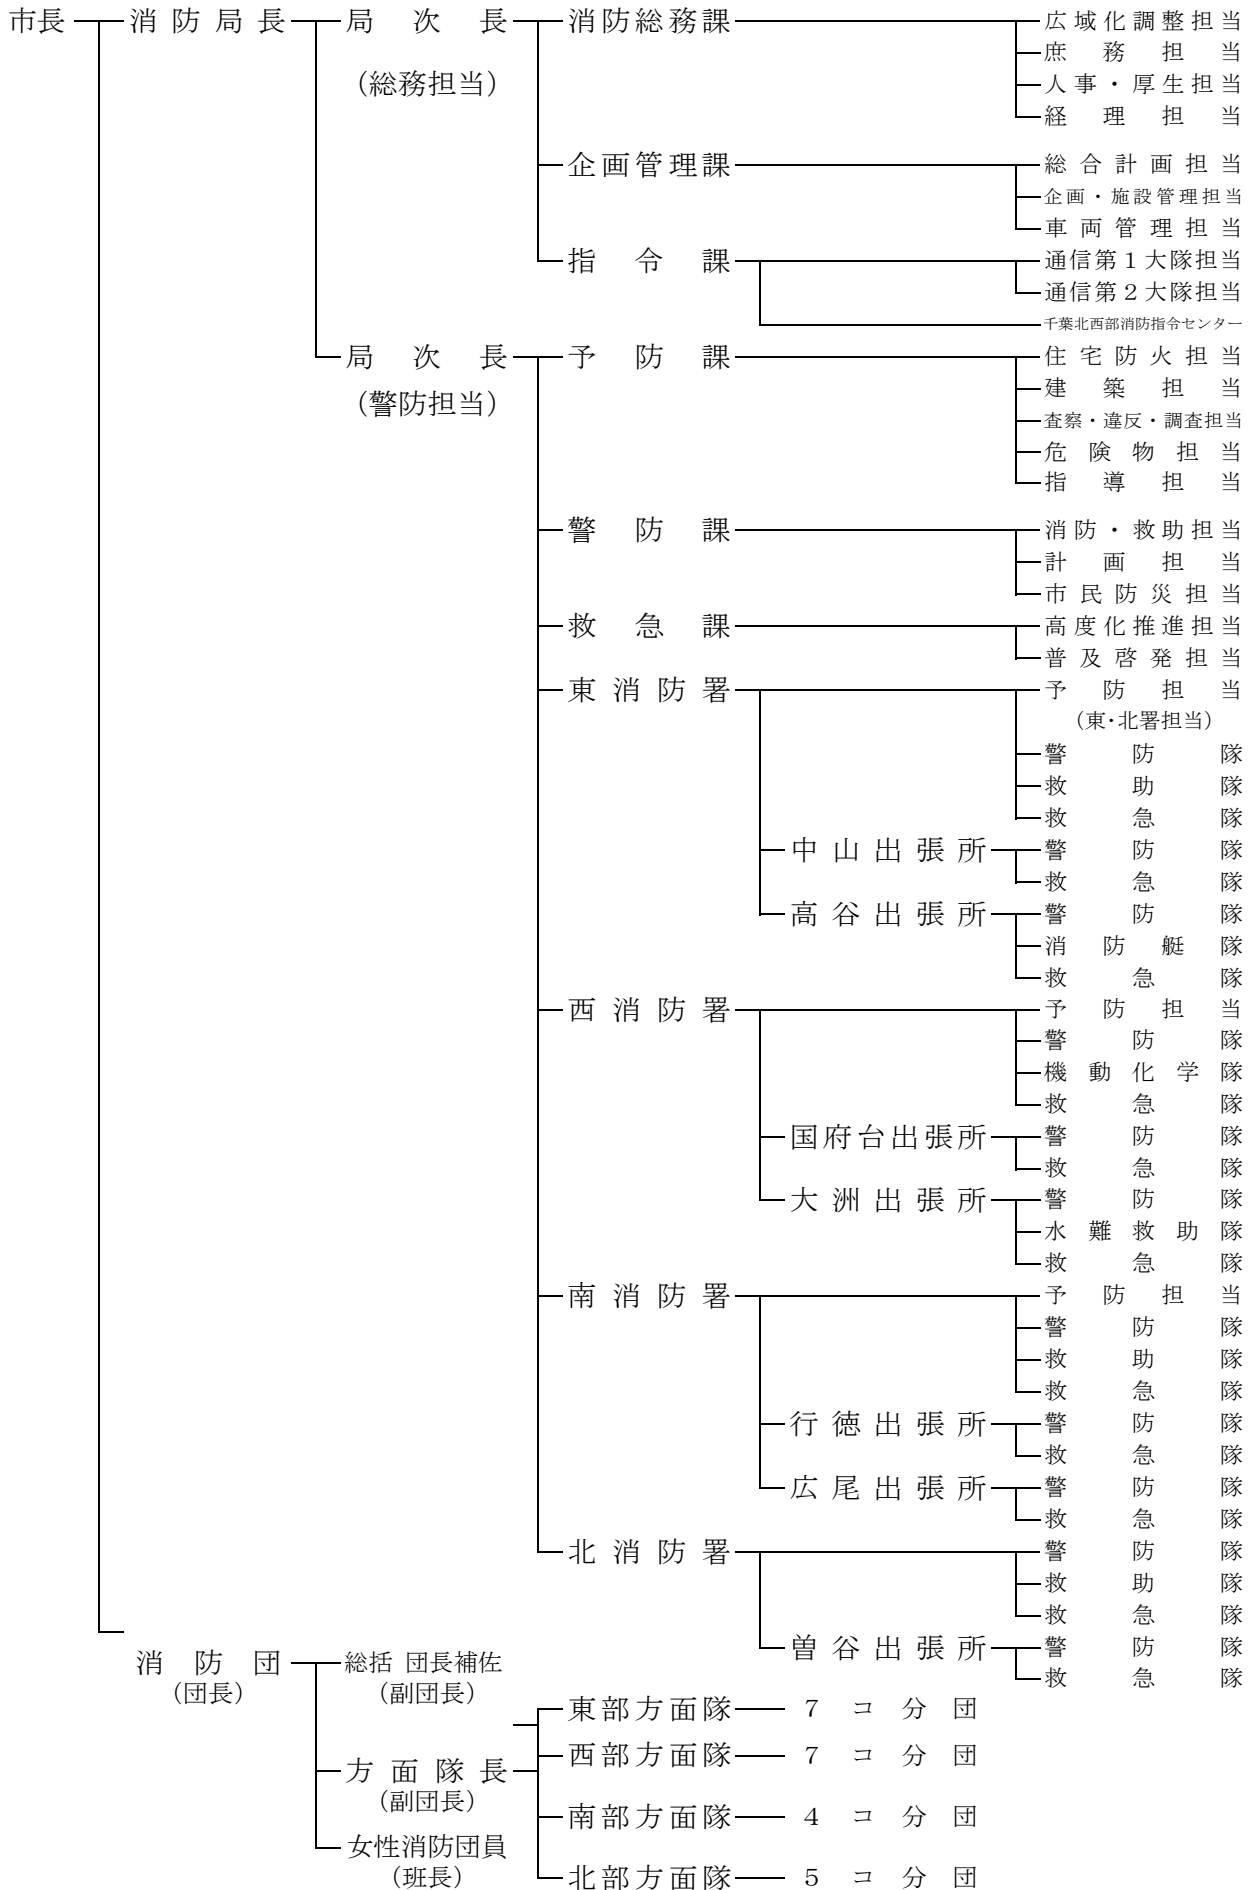 市長 消防局長 局次長 消防総務課 広域化調整担当
庶務担当
(総務担当) 人事・厚生担当
経理担当
企画管理課 総合計画担当
企画・施設管理担当
車両管理担当
指令課 通信第1大隊担当
通信第2大隊担当
千葉北西部消防指令センター
局次長 予防課 住宅防火担当
(警防担当) 建築担当
査察・違反・調査担当
危険物担当
指導担当
警防課 消防・救助担当
計画担当
市民防災担当
救急課 高度化推進担当
普及啓発担当
東消防署 予防担当
(東・北署担当)
警防隊
救助隊
救急隊
中山出張所 警防隊
救急隊
高谷出張所 警防隊
消防艇隊
救急隊
西消防署 予防担当
警防隊
機動化学隊
救急隊
国府台出張所 警防隊
救急隊
大洲出張所 警防隊
水難救助隊
救急隊
南消防署 予防担当
警防隊
救助隊
救急隊
行徳出張所 警防隊
救急隊
広尾出張所 警防隊
救急隊
北消防署 警防隊
救助隊
救急隊
曽谷出張所 警防隊
救急隊
消防団 総括 団長補佐
(団長) (副団長)
東部方面隊 7コ分団
西部方面隊 7コ分団
方面隊長
(副団長)
南部方面隊 4コ分団
女性消防団員
(班長)
北部方面隊 5コ分団